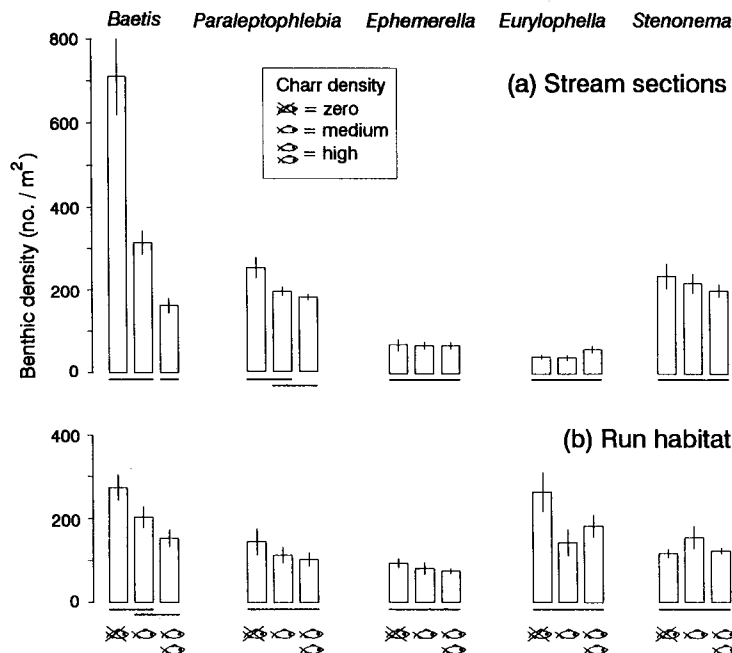 Baetis Paraleptophlebia Ephemerella Eurylophella Stenonema
800
600
400
200
0
Benthic density (no. / m²)
Charr density
= zero
= medium
= high
(a) Stream sections
400
200
0
(b) Run habitat